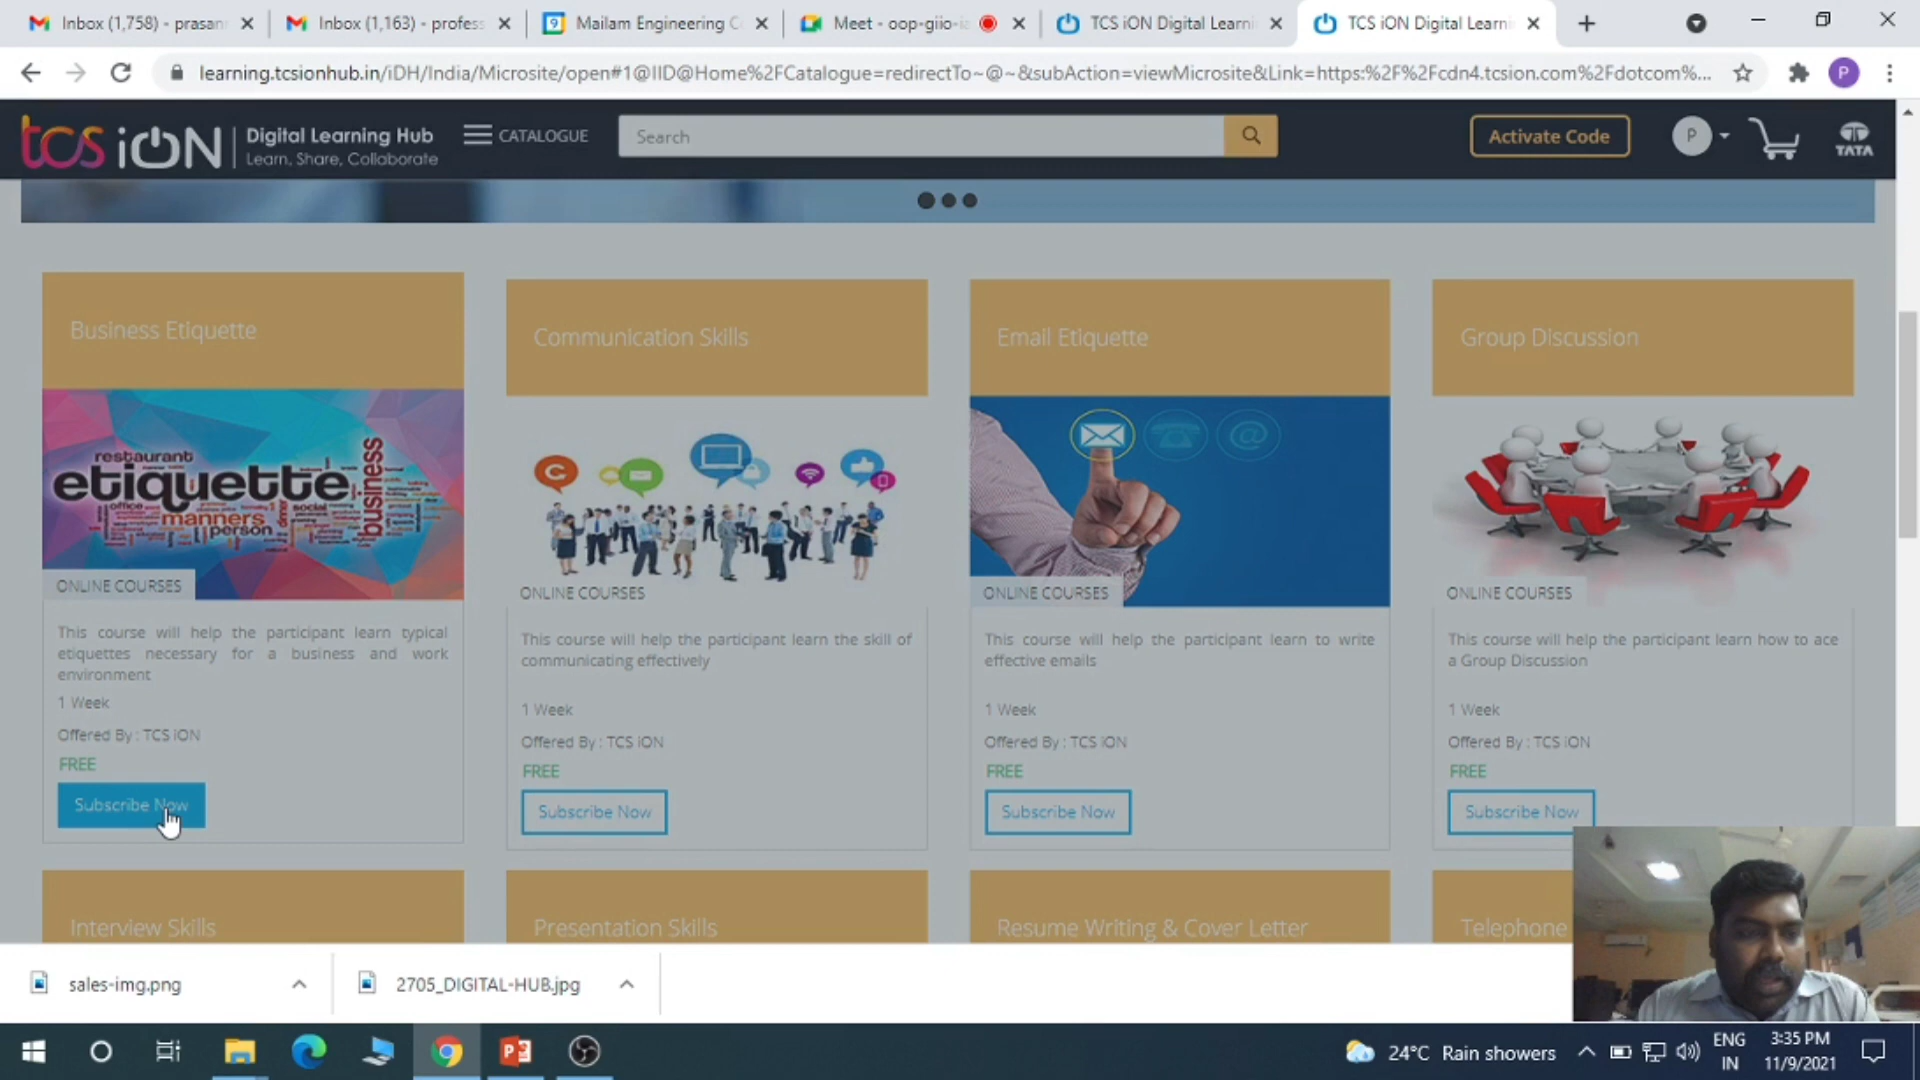 Inbox (1,758) - prasanr
Inbox (1,163) - profess
9
Mailam Engineering C
Meet - oop-giio-i
TCS iON Digital Learni
TCS iON Digital Learni
learning.tcsionhub.in/iDH/India/Microsite/open#1@IID@Home%2FCatalogue=redirectTo~@~&subAction=viewMicrosite&Link=https:%2F%2Fcdn4.tcsion.com%2Fdotcom%...
P
tcs iON
Digital Learning Hub
Learn, Share, Collaborate
CATALOGUE
Search
Activate Code
P
TATA
Business Etiquette
Communication Skills
Email Etiquette
Group Discussion
restaurant
etiquette
business
office
social
manners
person
@
ONLINE COURSES
ONLINE COURSES
ONLINE COURSES
ONLINE COURSES
This course will help the participant learn typical
etiquettes necessary for a business and work
environment
1 Week
Offered By : TCS iON
FREE
Subscribe Now
This course will help the participant learn the skill of
communicating effectively
1 Week
Offered By : TCS iON
FREE
Subscribe Now
This course will help the participant learn to write
effective emails
1 Week
Offered By : TCS iON
FREE
Subscribe Now
This course will help the participant learn how to ace
a Group Discussion
1 Week
Offered By : TCS iON
FREE
Subscribe Now
Interview Skills
Presentation Skills
Resume Writing & Cover Letter
Telephone
sales-img.png
2705_DIGITAL-HUB.jpg
24°C Rain showers
ENG
IN
3:35 PM
11/9/2021